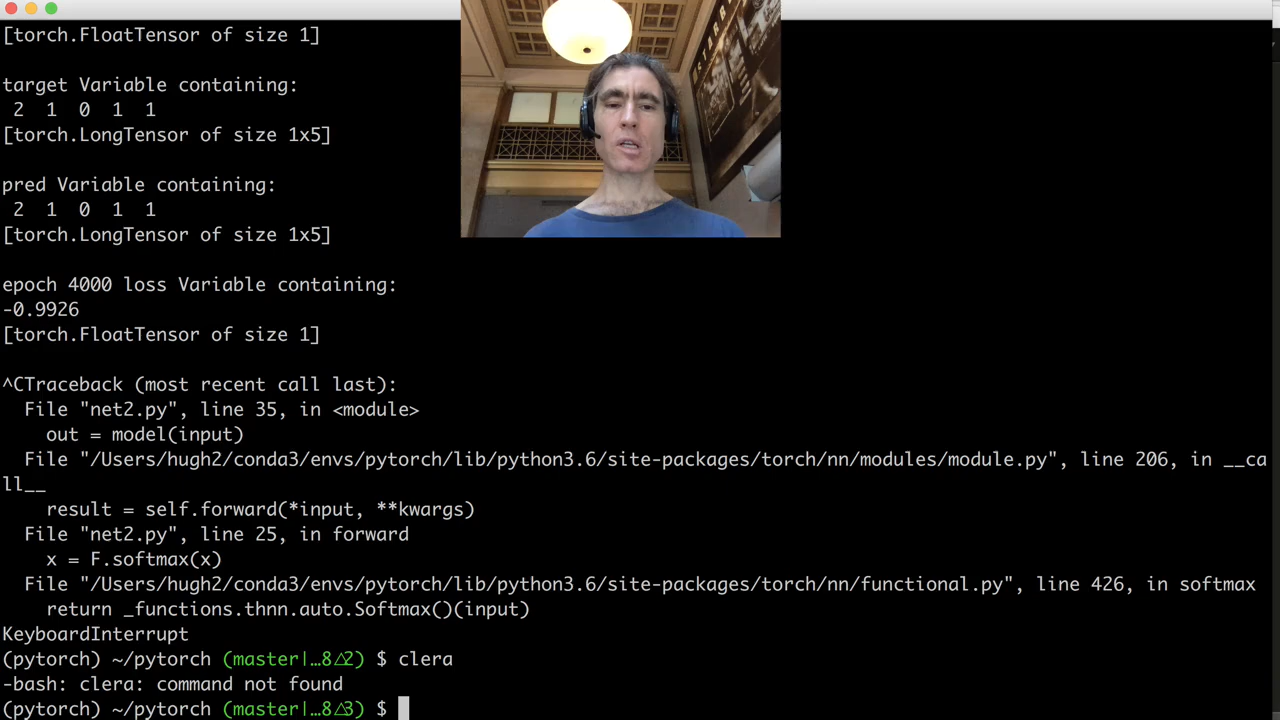 [torch.FloatTensor of size 1]
target Variable containing:
2 1 0 1 1
[torch.LongTensor of size 1x5]
pred Variable containing:
2 1 0 1 1
[torch.LongTensor of size 1x5]
epoch 4000 loss Variable containing:
-0.9926
[torch.FloatTensor of size 1]
^CTraceback (most recent call last):
File "net2.py", line 35, in <module>
out = model(input)
File "/Users/hugh2/conda3/envs/pytorch/lib/python3.6/site-packages/torch/nn/modules/module.py", line 206, in __ca
ll__
result = self.forward(*input, **kwargs)
File "net2.py", line 25, in forward
x = F.softmax(x)
File "/Users/hugh2/conda3/envs/pytorch/lib/python3.6/site-packages/torch/nn/functional.py", line 426, in softmax
return _functions.thnn.auto.Softmax()(input)
KeyboardInterrupt
(pytorch) ~/pytorch (master|…8△2) $ clera
-bash: clera: command not found
(pytorch) ~/pytorch (master|…8△3) $